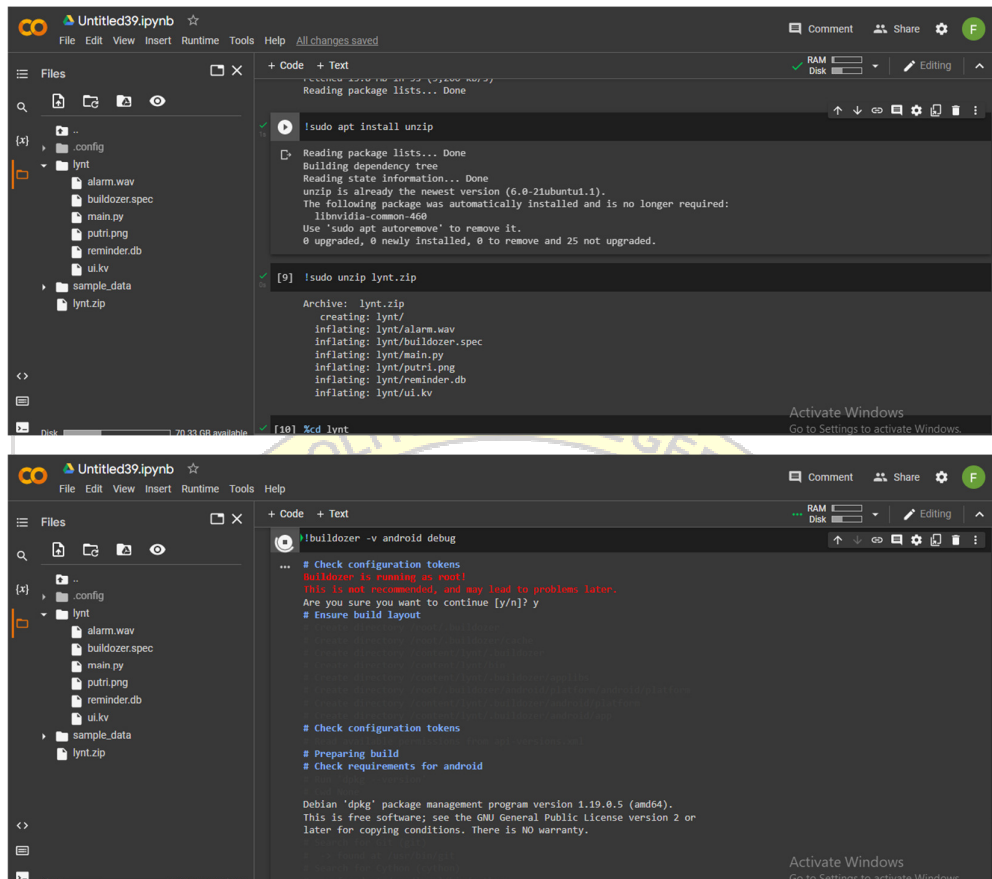 Untitled39.ipynb
File Edit View Insert Runtime Tools Help All changes saved
Comment Share F
Files
+ Code + Text
RAM
Disk
Editing
Reading package lists... Done
!sudo apt install unzip
1s
{x}
..
.config
lynt
alarm.wav
buildozer.spec
main.py
putri.png
reminder.db
ui.kv
sample_data
lynt.zip
Reading package lists... Done
Building dependency tree
Reading state information... Done
unzip is already the newest version (6.0-21ubuntu1.1).
The following package was automatically installed and is no longer required:
libnvidia-common-460
Use 'sudo apt autoremove' to remove it.
0 upgraded, 0 newly installed, 0 to remove and 25 not upgraded.
[9] !sudo unzip lynt.zip
0s
Archive: lynt.zip
creating: lynt/
inflating: lynt/alarm.wav
inflating: lynt/buildozer.spec
inflating: lynt/main.py
inflating: lynt/putri.png
inflating: lynt/reminder.db
inflating: lynt/ui.kv
Disk 70.33 GB available
[10] %cd lynt
Activate Windows
Go to Settings to activate Windows.
Untitled39.ipynb
File Edit View Insert Runtime Tools Help
Comment Share F
Files
+ Code + Text
RAM
Disk
Editing
!buildozer -v android debug
{x}
..
.config
lynt
alarm.wav
buildozer.spec
main.py
putri.png
reminder.db
ui.kv
sample_data
lynt.zip
# Check configuration tokens
Buildozer is running as root!
This is not recommended, and may lead to problems later.
Are you sure you want to continue [y/n]? y
# Ensure build layout
# Check configuration tokens
# Preparing build
# Check requirements for android
Debian 'dpkg' package management program version 1.19.0.5 (amd64).
This is free software; see the GNU General Public License version 2 or
later for copying conditions. There is NO warranty.
Activate Windows
Go to Settings to activate Windows.